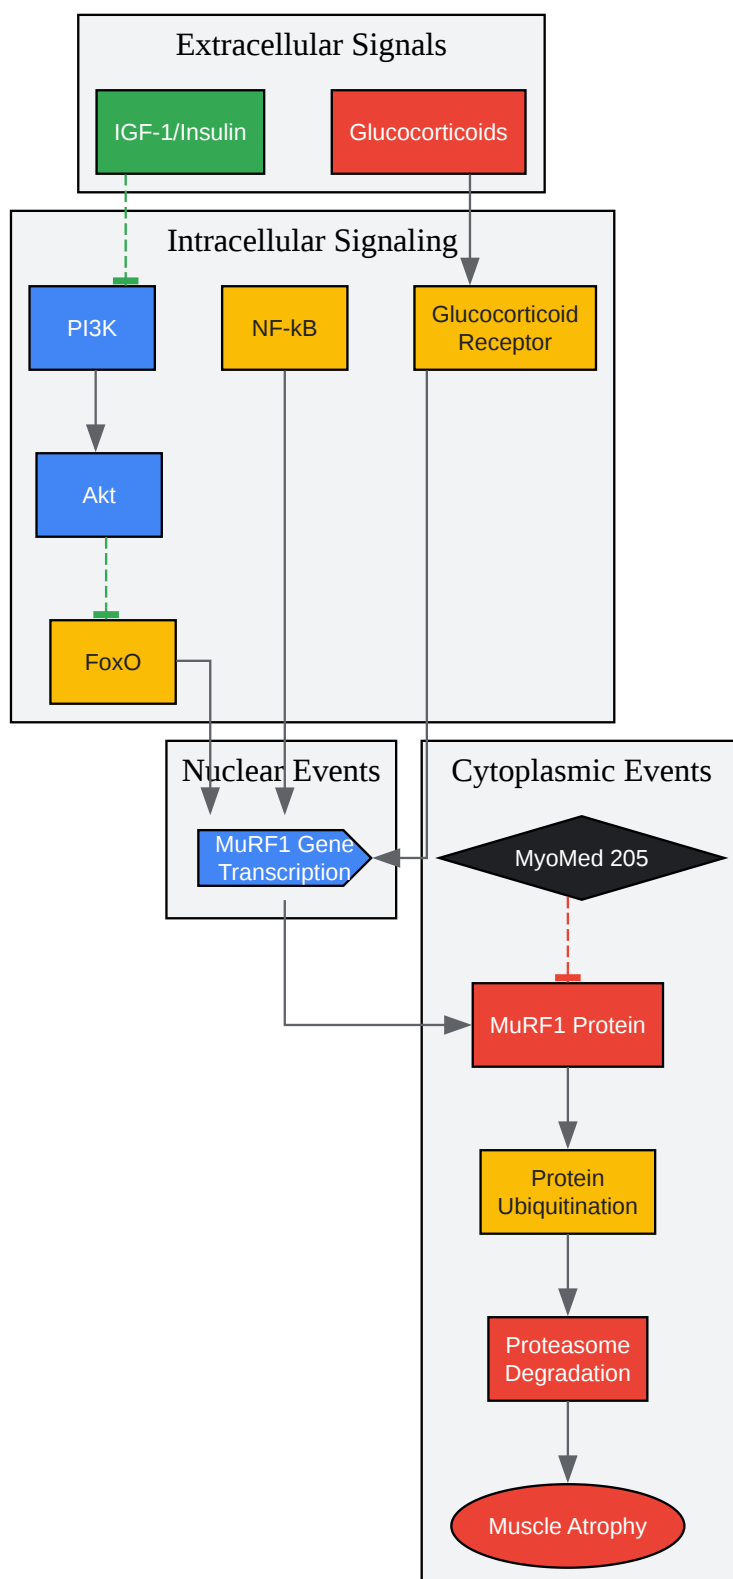 Extracellular Signals
IGF-1/Insulin
Glucocorticoids
Intracellular Signaling
PI3K
NF-kB
Glucocorticoid
Receptor
Akt
FoxO
Nuclear Events
MuRF1 Gene
Transcription
Cytoplasmic Events
MyoMed 205
MuRF1 Protein
Protein
Ubiquitination
Proteasome
Degradation
Muscle Atrophy